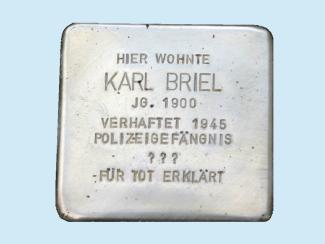 HIER WOHNTE
KARL BRIEL
JG. 1900
VERHAFTET 1945
POLIZEIGEFÄNGNIS
???
FÜR TOT ERKLÄRT